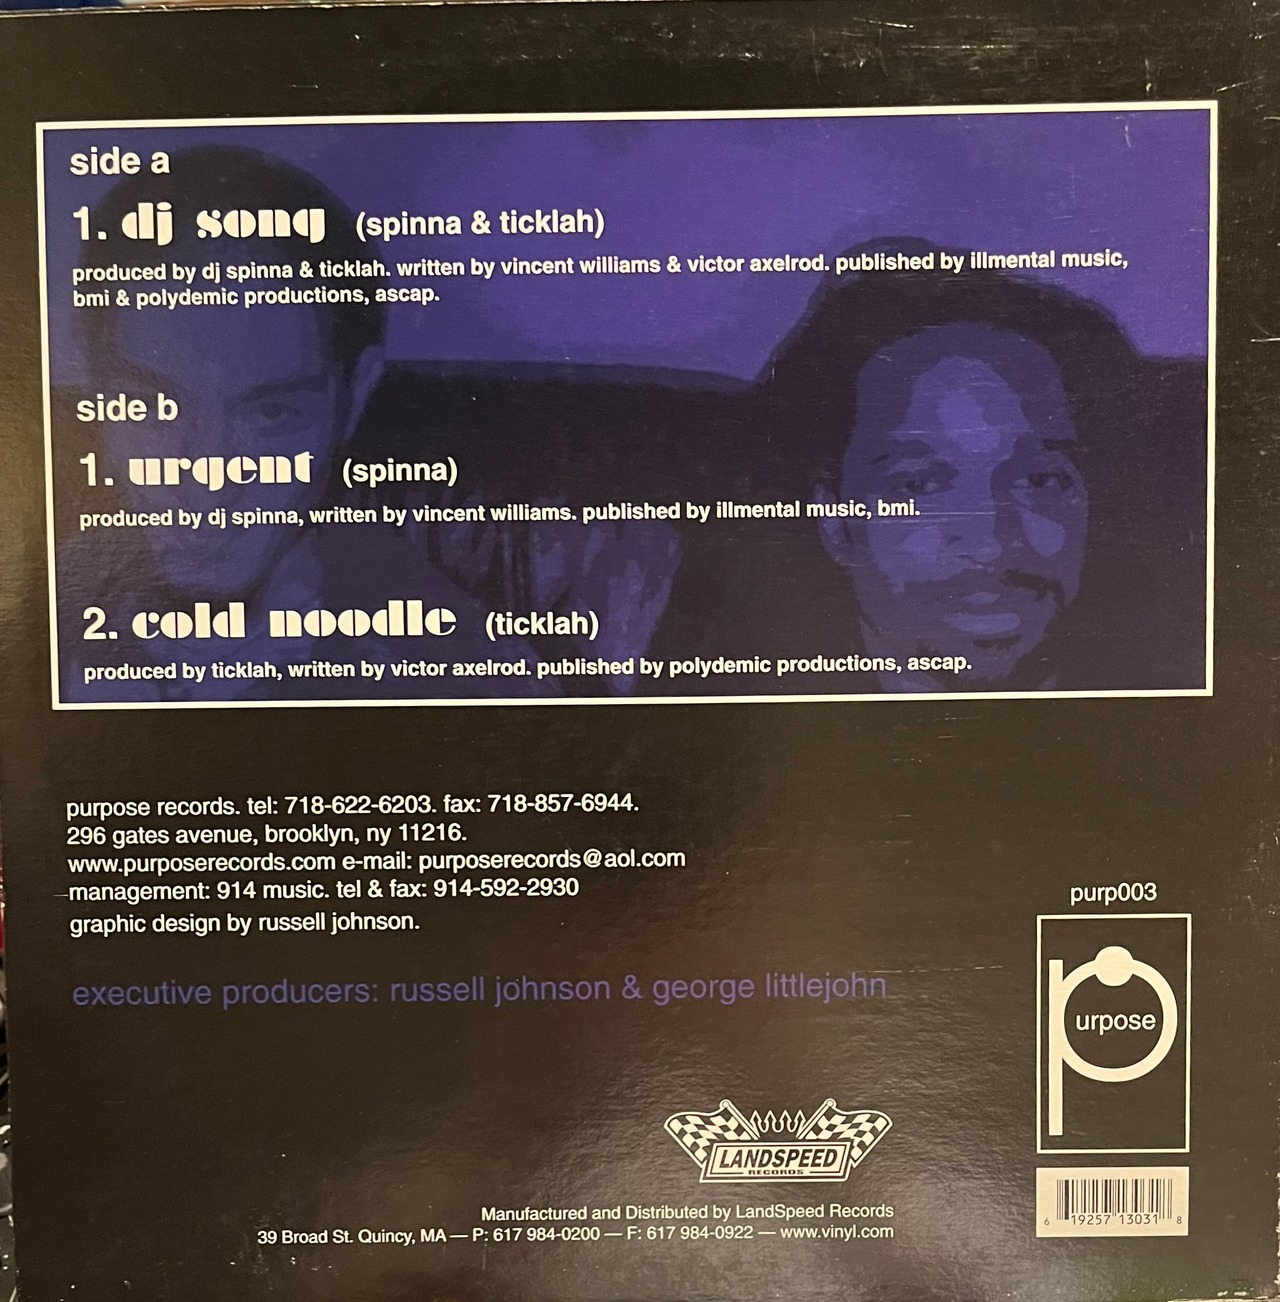 side a
1. dj song (spinna & ticklah)
produced by dj spinna & ticklah. written by vincent williams & victor axelrod. published by illmental music,
bmi & polydemic productions, ascap.
side b
1. urgent (spinna)
produced by dj spinna, written by vincent williams. published by illmental music, bmi.
2. cold noodle (ticklah)
produced by ticklah, written by victor axelrod. published by polydemic productions, ascap.
purpose records. tel: 718-622-6203. fax: 718-857-6944.
296 gates avenue, brooklyn, ny 11216.
www.purposerecords.com e-mail: purposerecords@aol.com
management: 914 music. tel & fax: 914-592-2930
graphic design by russell johnson.
executive producers: russell johnson & george littlejohn
purp003
purpose
LANDSPEED
RECORDS
Manufactured and Distributed by LandSpeed Records
39 Broad St. Quincy, MA — P: 617 984-0200 — F: 617 984-0922 — www.vinyl.com
6 19257 13031 8